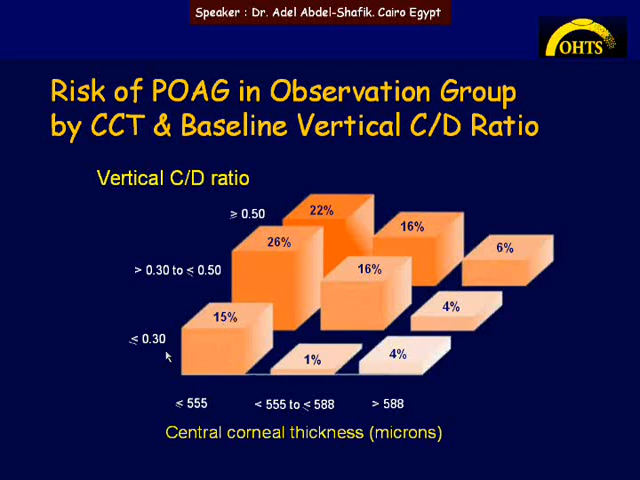 Speaker : Dr. Adel Abdel-Shafik. Cairo Egypt
OHTS
Risk of POAG in Observation Group
by CCT & Baseline Vertical C/D Ratio
Vertical C/D ratio
≥ 0.50
22%
16%
6%
> 0.30 to ≤ 0.50
26%
16%
4%
≤ 0.30
15%
1%
4%
≤ 555
< 555 to ≤ 588
> 588
Central corneal thickness (microns)